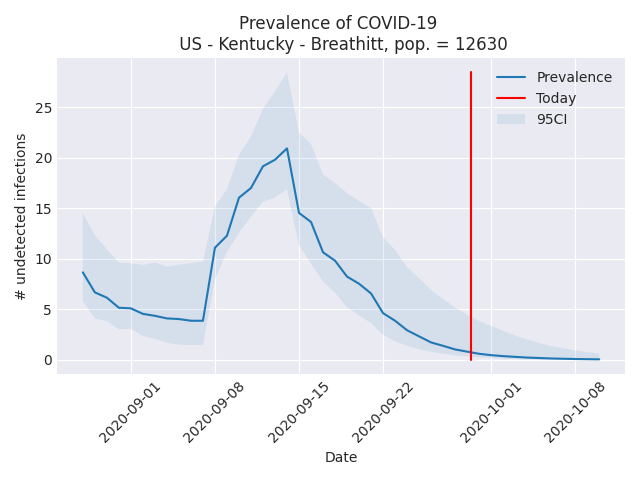 Prevalence of COVID-19
US - Kentucky - Breathitt, pop. = 12630
Prevalence
Today
95CI
# undetected infections
25
20
15
10
5
0
2020-09-01
2020-09-08
2020-09-15
2020-09-22
2020-10-01
2020-10-08
Date